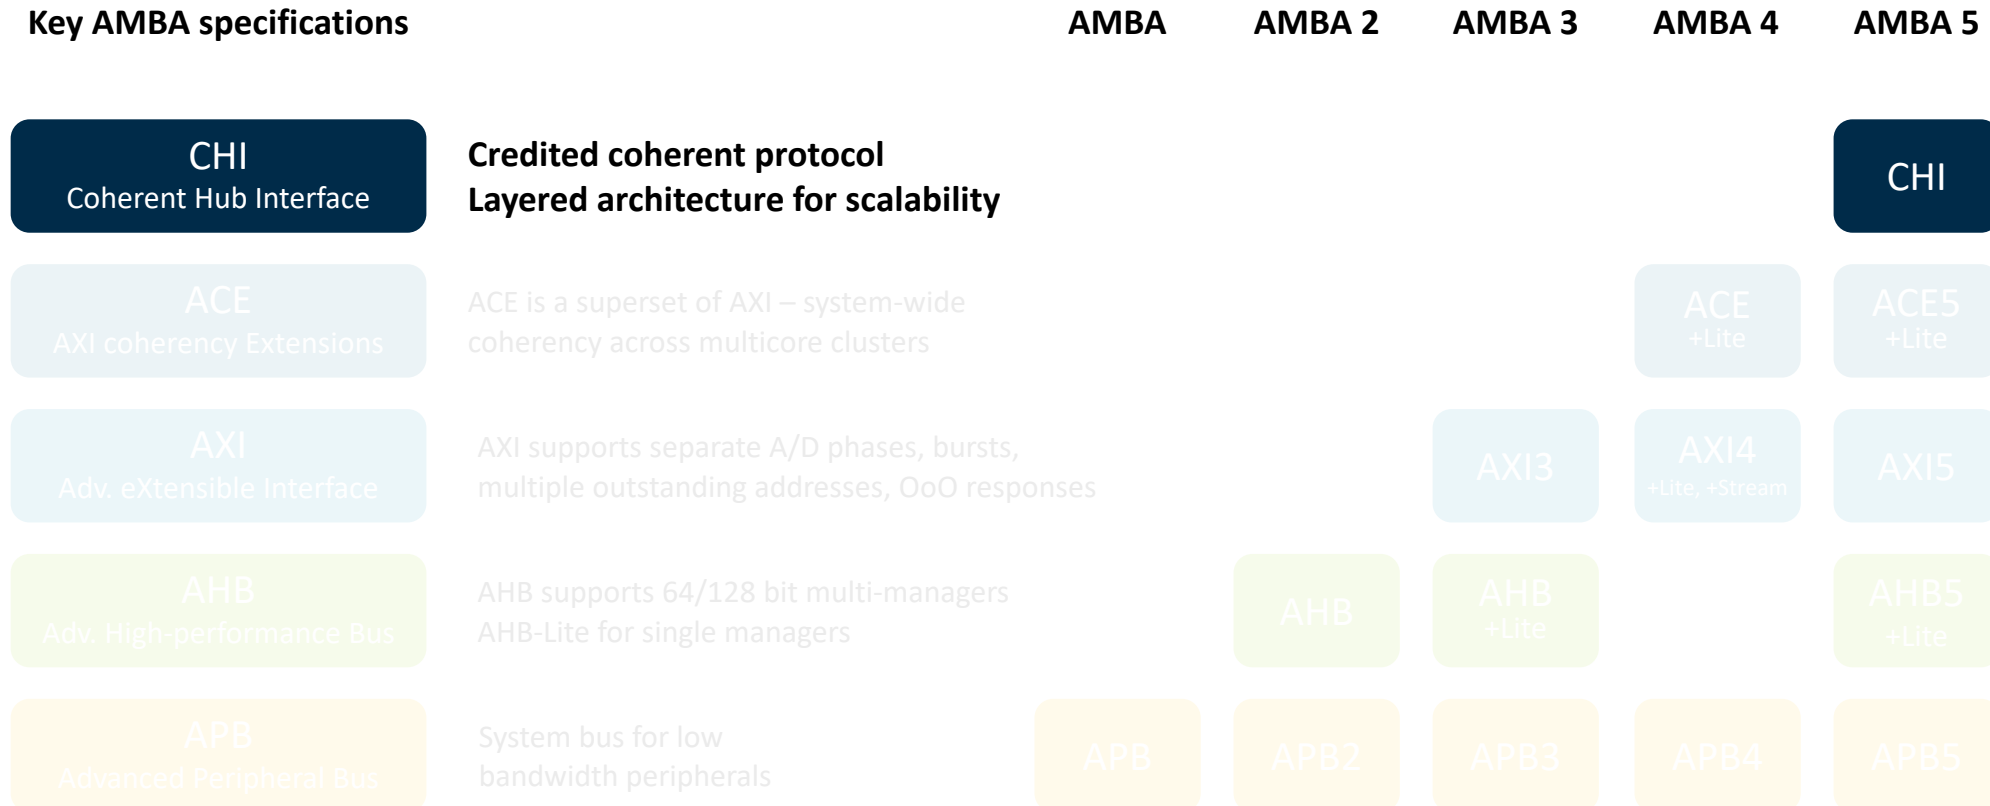 Key AMBA specifications AMBA AMBA 2 AMBA 3 AMBA 4 AMBA 5
CHI
Coherent Hub Interface
Credited coherent protocol
Layered architecture for scalability
CHI
ACE
AXI coherency Extensions
ACE is a superset of AXI – system-wide
coherency across multicore clusters
ACE
+Lite
ACE5
+Lite
AXI
Adv. eXtensible Interface
AXI supports separate A/D phases, bursts,
multiple outstanding addresses, OoO responses
AXI3
AXI4
+Lite, +Stream
AXI5
AHB
Adv. High-performance Bus
AHB supports 64/128 bit multi-managers
AHB-Lite for single managers
AHB
AHB
+Lite
AHB5
+Lite
APB
Advanced Peripheral Bus
System bus for low
bandwidth peripherals
APB
APB2
APB3
APB4
APB5